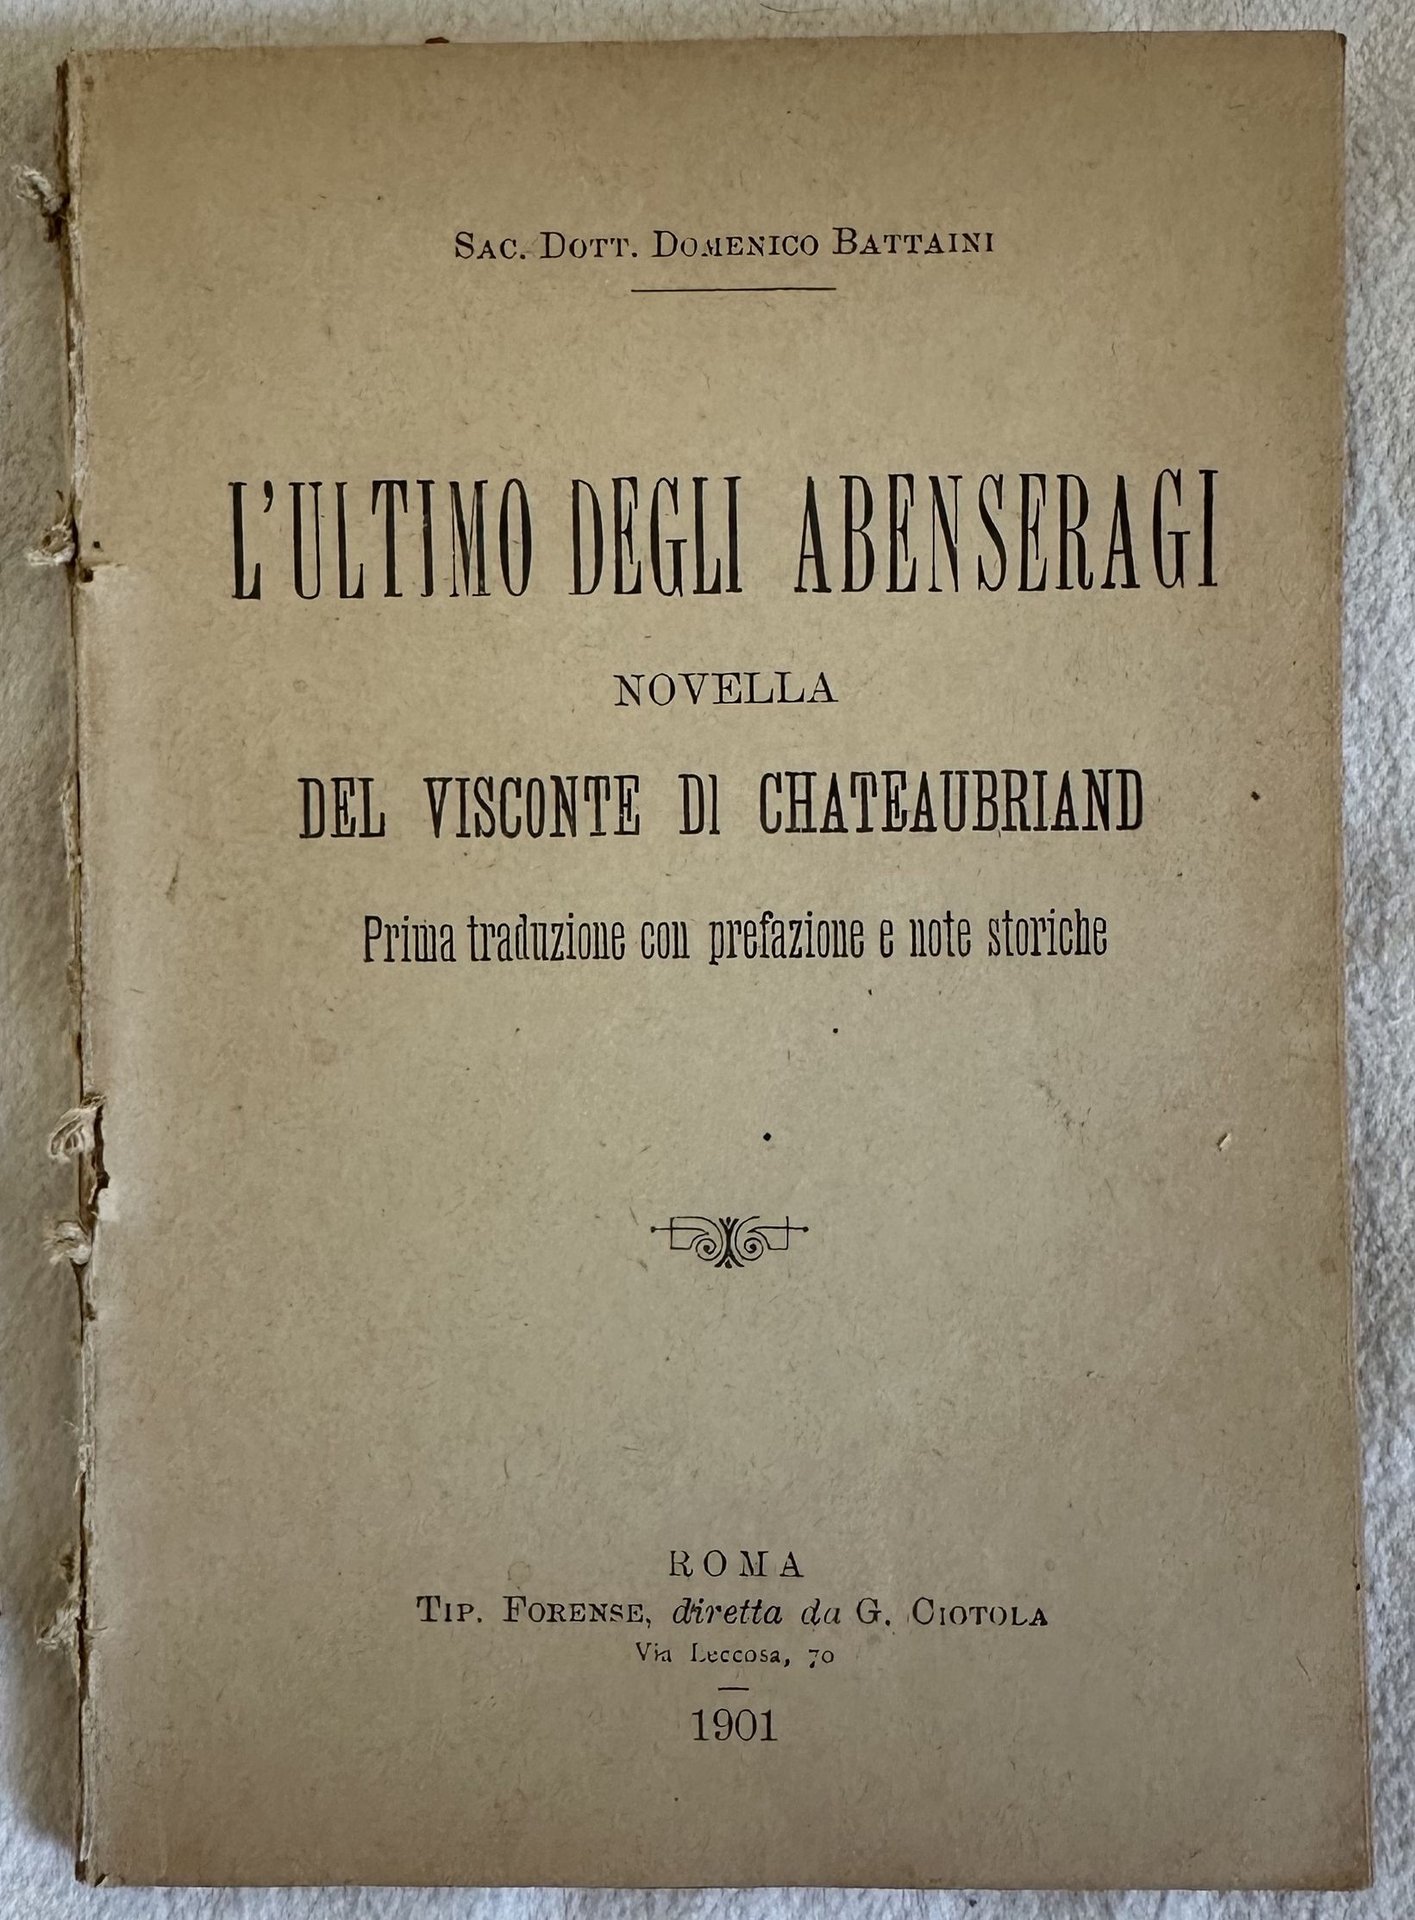 SAC. DOTT. DOMENICO BATTAINI
L'ULTIMO DEGLI ABENSERAGI
NOVELLA
DEL VISCONTE DI CHATEAUBRIAND
Prima traduzione con prefazione e note storiche
ROMA
TIP. FORENSE, diretta da G. CIOTOLA
Via Leccosa, 70
1901